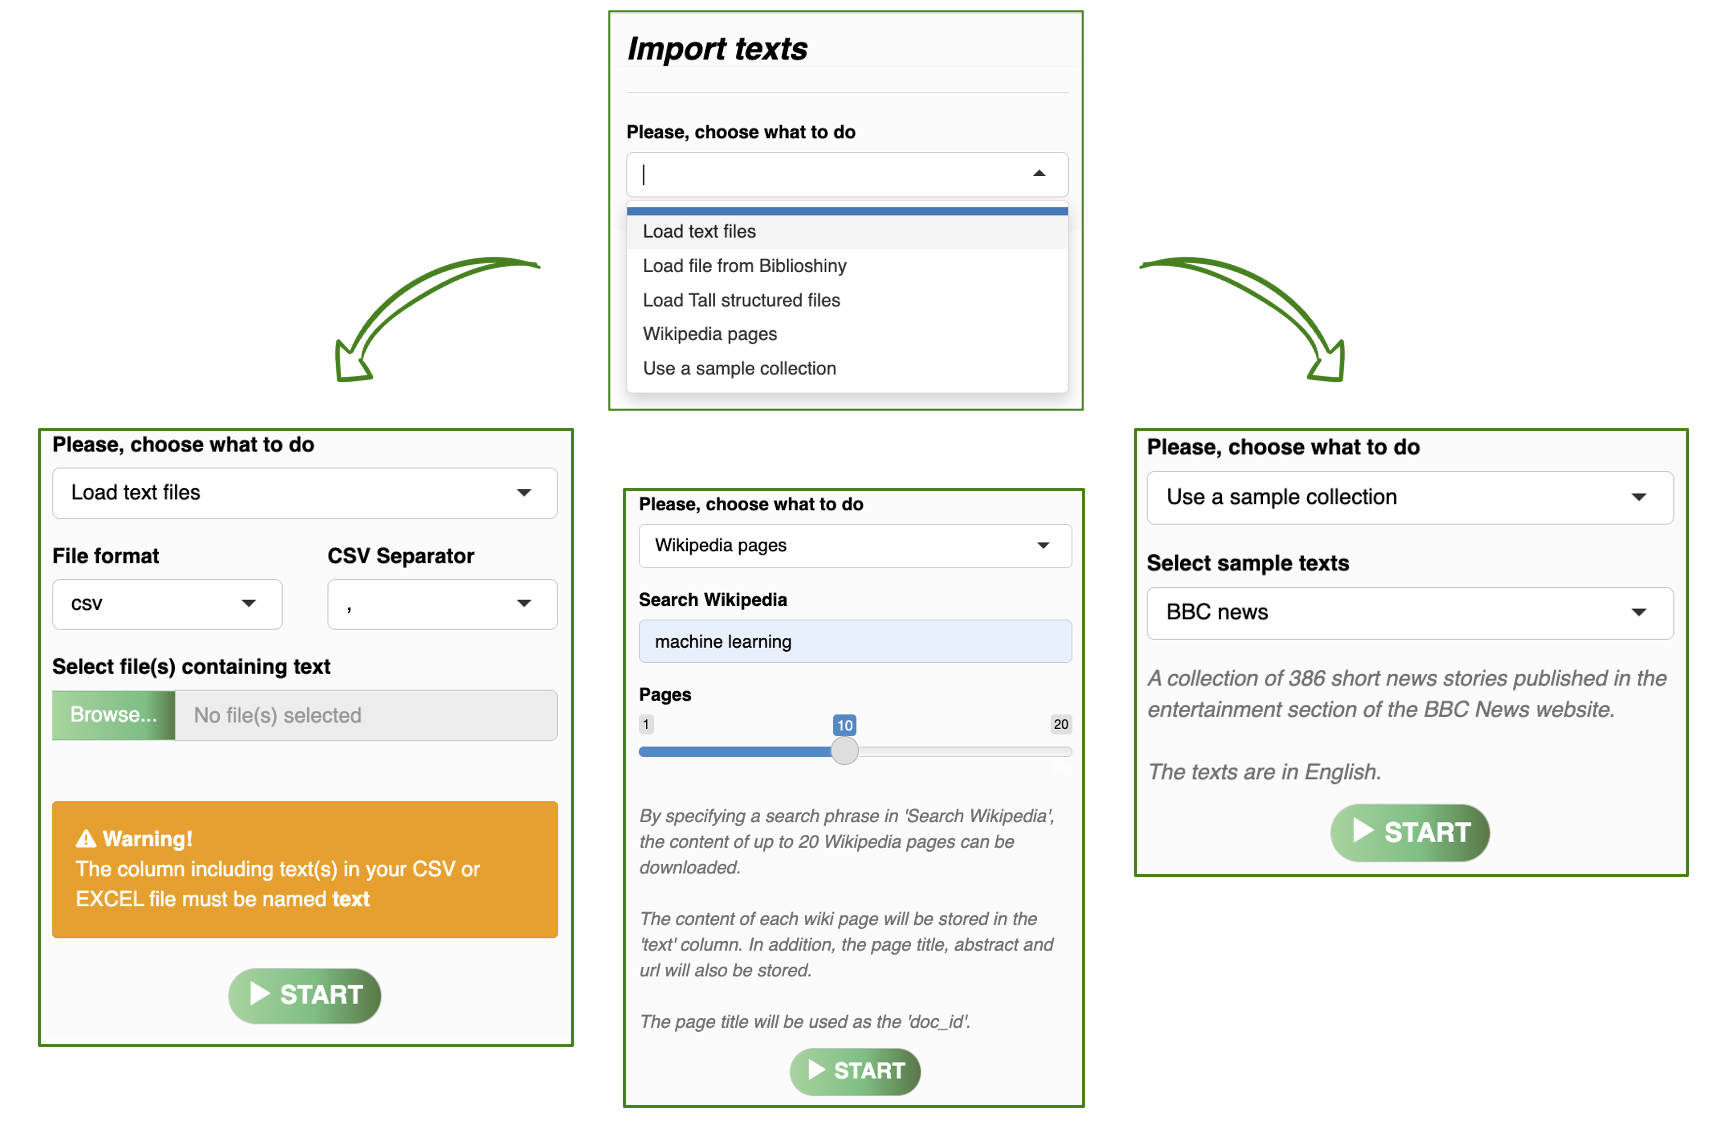 Import texts
Please, choose what to do
Load text files
Load file from Biblioshiny
Load Tall structured files
Wikipedia pages
Use a sample collection
Please, choose what to do
Load text files
File format
CSV Separator
csv
,
Select file(s) containing text
Browse...
No file(s) selected
Warning!
The column including text(s) in your CSV or
EXCEL file must be named text
START
Please, choose what to do
Wikipedia pages
Search Wikipedia
machine learning
Pages
1
10
20
By specifying a search phrase in 'Search Wikipedia',
the content of up to 20 Wikipedia pages can be
downloaded.
The content of each wiki page will be stored in the
'text' column. In addition, the page title, abstract and
url will also be stored.
The page title will be used as the 'doc_id'.
START
Please, choose what to do
Use a sample collection
Select sample texts
BBC news
A collection of 386 short news stories published in the
entertainment section of the BBC News website.
The texts are in English.
START